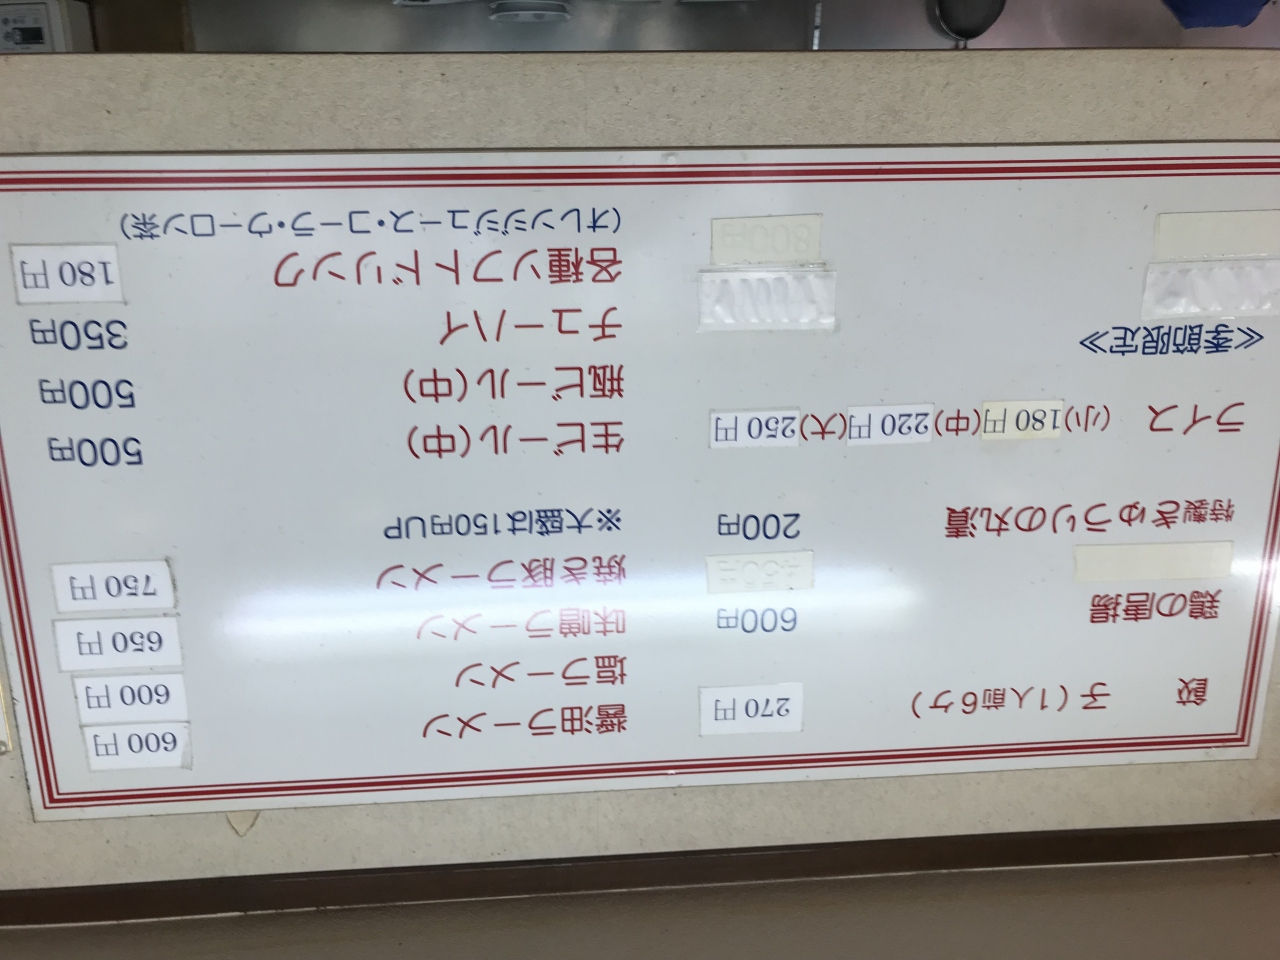 餃　　子(1人前6ケ)　270円
鶏の唐揚　600円
特製きゅうりの丸漬　200円
ライス　(小)180円(中)220円(大)250円
≪季節限定≫
醤油ラーメン　600円
塩ラーメン　600円
味噌ラーメン　650円
焼き豚ラーメン　750円
※大盛は150円UP
生ビール(中)　500円
瓶ビール(中)　500円
チューハイ　350円
各種ソフトドリンク　180円
(オレンジジュース・コーラ・ウーロン茶)